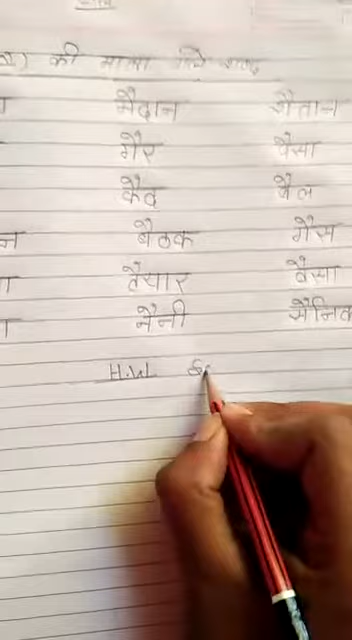 की मात्रा वाले शब्द
मैदान शैतान
गैर पैसा
कैद बैल
न बैठक गैस
ा तैयार वैसा
न नैनी सैनिक
H.W